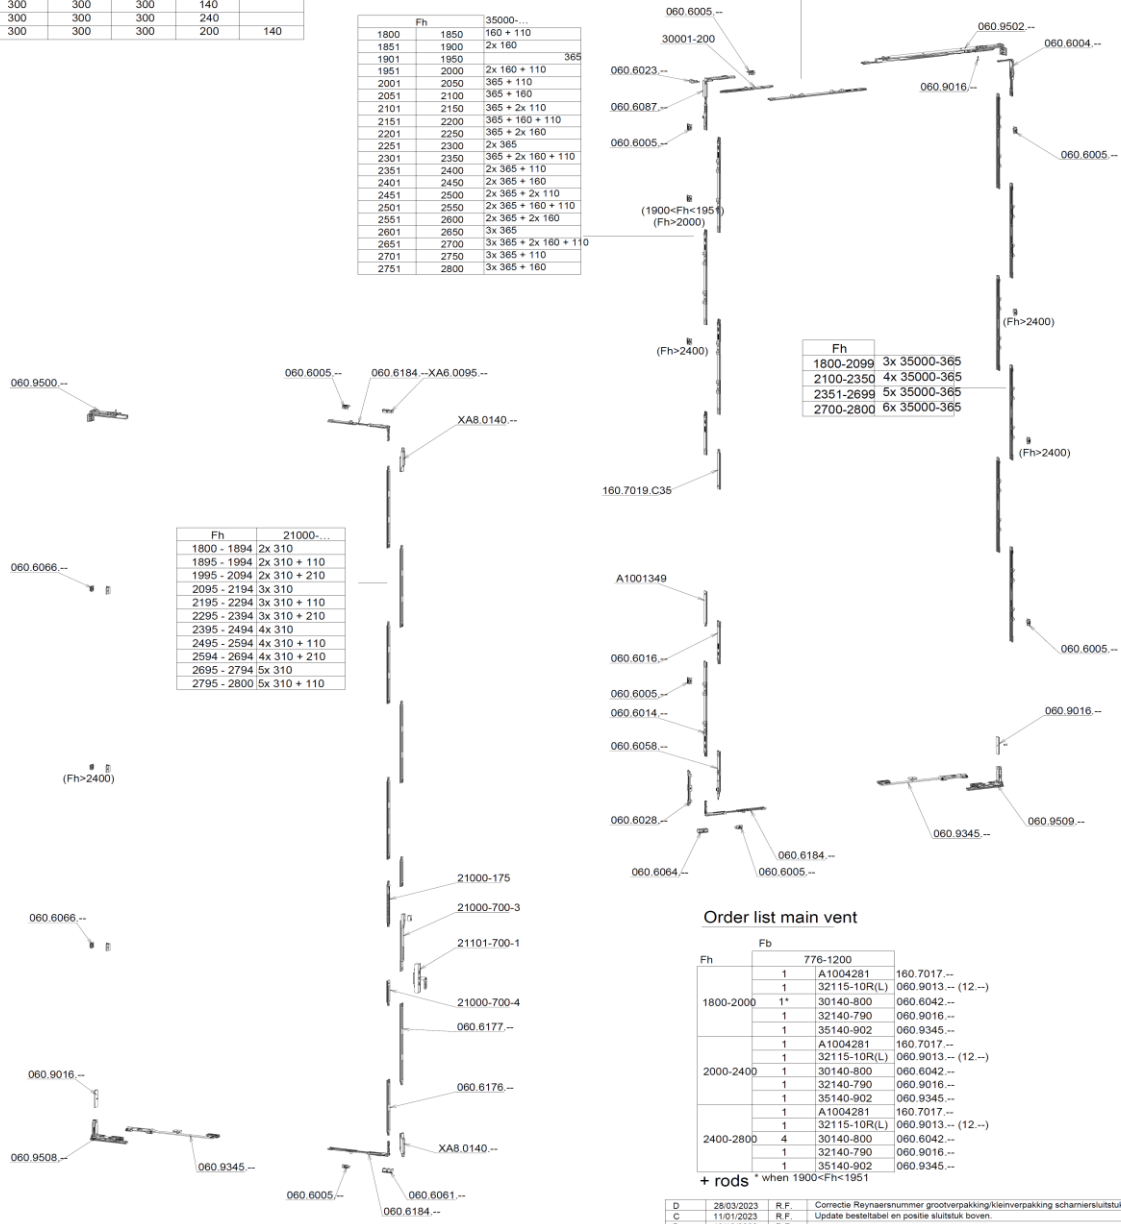 300 300 300 140
300 300 300 240
300 300 300 200 140
Fh 35000-...
1800 1850 160 + 110
1851 1900 2x 160
1901 1950 365
1951 2000 2x 160 + 110
2001 2050 365 + 110
2051 2100 365 + 160
2101 2150 365 + 2x 110
2151 2200 365 + 160 + 110
2201 2250 365 + 2x 160
2251 2300 2x 365
2301 2350 365 + 2x 160 + 110
2351 2400 2x 365 + 110
2401 2450 2x 365 + 160
2451 2500 2x 365 + 2x 110
2501 2550 2x 365 + 160 + 110
2551 2600 2x 365 + 2x 160
2601 2650 3x 365
2651 2700 3x 365 + 2x 160 + 110
2701 2750 3x 365 + 110
2751 2800 3x 365 + 160
060.6005.--
30001-200
060.6023.--
060.6087.--
060.6005.--
(1900<Fh<1951)
(Fh>2000)
(Fh>2400)
160.7019.C35
060.9502.--
060.6004.--
060.9016.--
060.6005.--
(Fh>2400)
Fh
1800-2099 3x 35000-365
2100-2350 4x 35000-365
2351-2699 5x 35000-365
2700-2800 6x 35000-365
(Fh>2400)
060.6005.--
060.9016.--
060.9509.--
060.9345.--
A1001349
060.6016.--
060.6005.--
060.6014.--
060.6058.--
060.6028.--
060.6184.--
060.6064.--
060.6005.--
060.9500.--
060.6005.--
060.6184.--
XA6.0095.--
XA8.0140.--
Fh 21000-...
1800 - 1894 2x 310
1895 - 1994 2x 310 + 110
1995 - 2094 2x 310 + 210
2095 - 2194 3x 310
2195 - 2294 3x 310 + 110
2295 - 2394 3x 310 + 210
2395 - 2494 4x 310
2495 - 2594 4x 310 + 110
2594 - 2694 4x 310 + 210
2695 - 2794 5x 310
2795 - 2800 5x 310 + 110
060.6066.--
(Fh>2400)
060.6066.--
21000-175
21000-700-3
21101-700-1
21000-700-4
060.6177.--
060.6176.--
XA8.0140.--
060.9016.--
060.9508.--
060.9345.--
060.6005.--
060.6061.--
060.6184.--
Order list main vent
Fb
Fh 776-1200
1800-2000
1 A1004281 160.7017.--
1 32115-10R(L) 060.9013.-- (12.--)
1* 30140-800 060.6042.--
1 32140-790 060.9016.--
1 35140-902 060.9345.--
2000-2400
1 A1004281 160.7017.--
1 32115-10R(L) 060.9013.-- (12.--)
1 30140-800 060.6042.--
1 32140-790 060.9016.--
1 35140-902 060.9345.--
2400-2800
1 A1004281 160.7017.--
1 32115-10R(L) 060.9013.-- (12.--)
4 30140-800 060.6042.--
1 32140-790 060.9016.--
1 35140-902 060.9345.--
+ rods * when 1900<Fh<1951
D 28/03/2023 R.F. Correctie Reynaersnummer grootverpakking/kleinverpakking scharniersluitstuk
C 11/01/2023 R.F. Update besteltabel en positie sluitstuk boven.